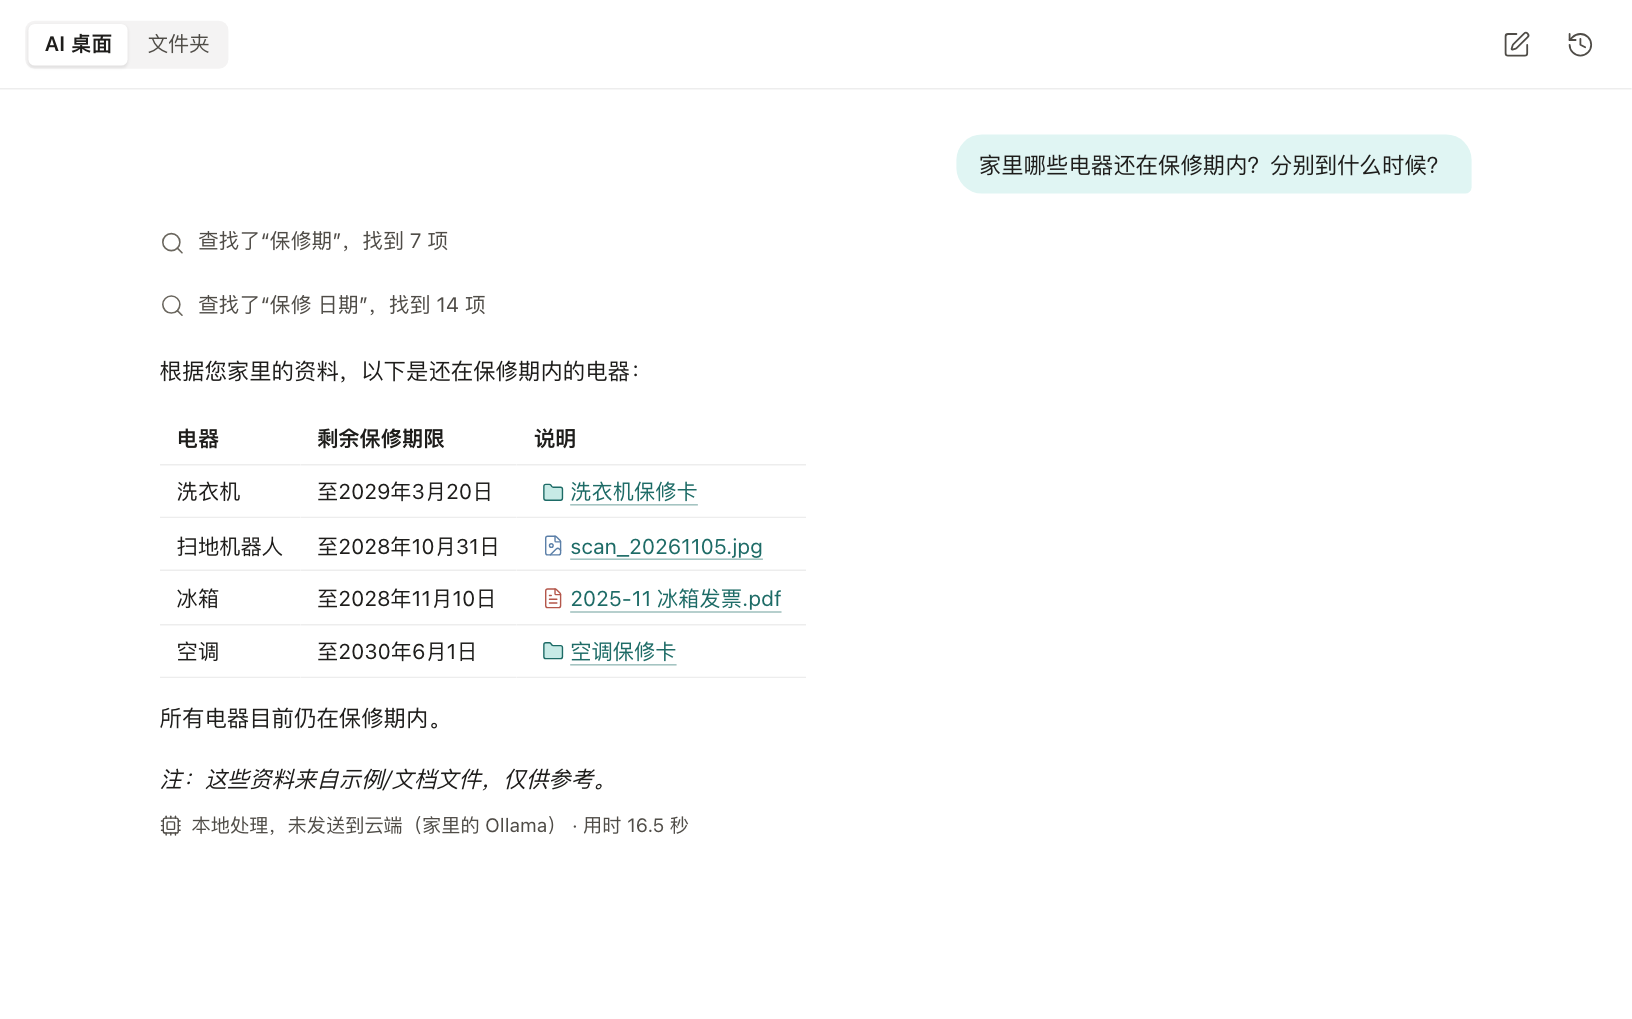 AI 桌面 文件夹
家里哪些电器还在保修期内？分别到什么时候？
查找了“保修期”，找到 7 项
查找了“保修 日期”，找到 14 项
根据您家里的资料，以下是还在保修期内的电器：
电器 剩余保修期限 说明
洗衣机 至2029年3月20日 洗衣机保修卡
扫地机器人 至2028年10月31日 scan_20261105.jpg
冰箱 至2028年11月10日 2025-11 冰箱发票.pdf
空调 至2030年6月1日 空调保修卡
所有电器目前仍在保修期内。
注：这些资料来自示例/文档文件，仅供参考。
本地处理，未发送到云端（家里的 Ollama） · 用时 16.5 秒